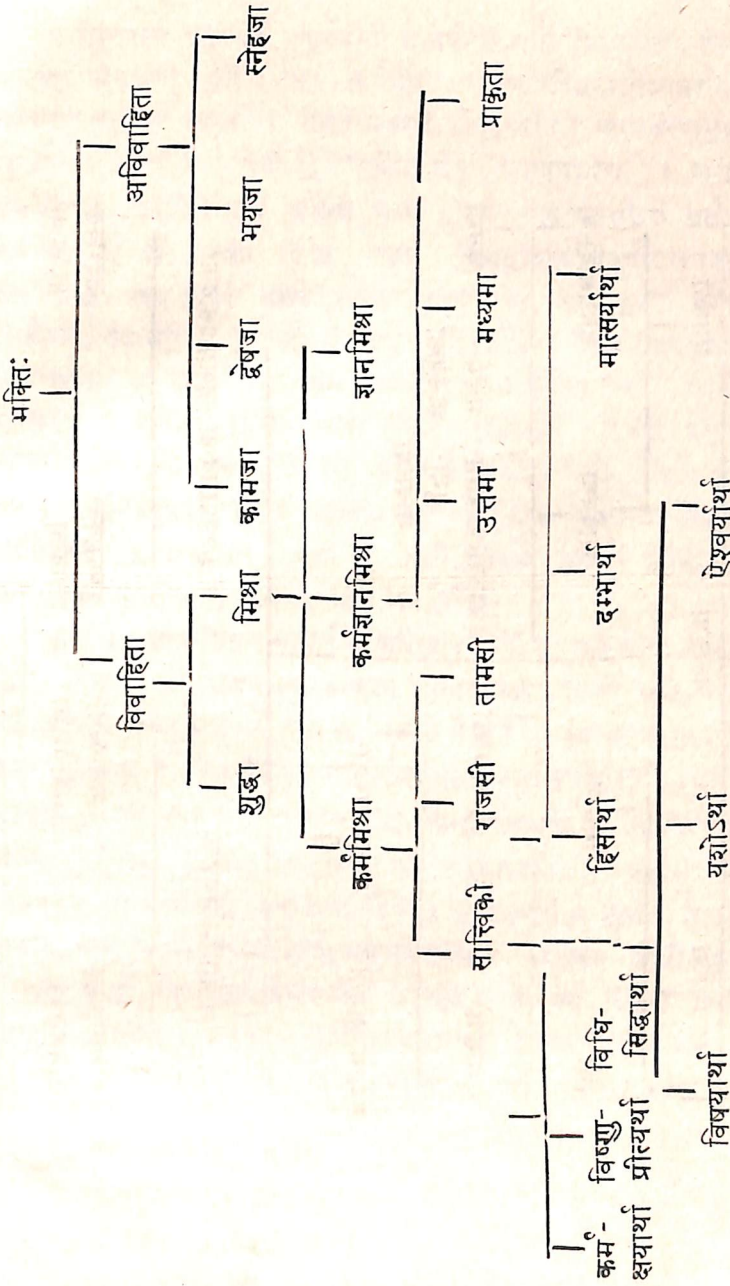 भक्तिः
विवाहिता अविवाहिता
शुद्धा मिश्रा कामजा द्वेषजा भयजा स्नेहजा
कर्ममिश्रा कर्मज्ञानमिश्रा ज्ञानमिश्रा
सात्त्विकी राजसी तामसी उत्तमा मध्यमा प्राकृता
कर्म- विष्णु- विधि- हिंसार्था दम्भार्था मात्सर्यार्था
क्षयार्था प्रीत्यर्था सिद्धार्था
विषयार्था यशोऽर्था ऐश्वर्यार्था